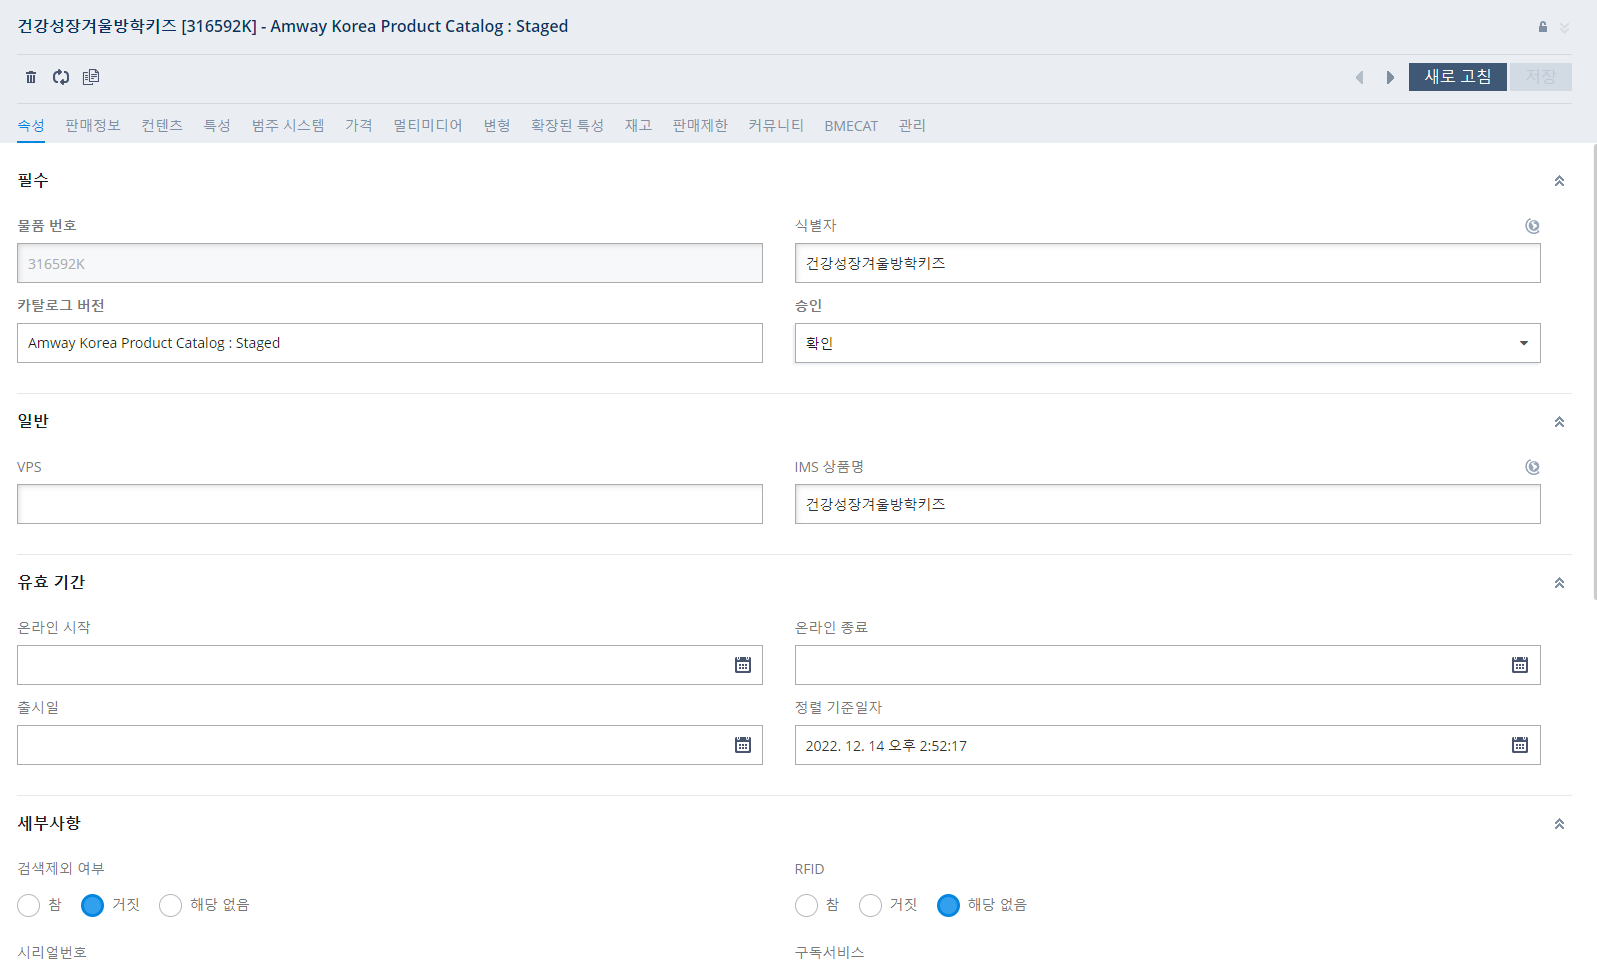 건강성장겨울방학키즈 [316592K] - Amway Korea Product Catalog : Staged
새로 고침 저장
속성 판매정보 컨텐츠 특성 범주 시스템 가격 멀티미디어 변형 확장된 특성 재고 판매제한 커뮤니티 BMECAT 관리
필수
물품 번호 식별자
316592K 건강성장겨울방학키즈
카탈로그 버전 승인
Amway Korea Product Catalog : Staged 확인
일반
VPS IMS 상품명
건강성장겨울방학키즈
유효 기간
온라인 시작 온라인 종료
출시일 정렬 기준일자
2022. 12. 14 오후 2:52:17
세부사항
검색제외 여부 RFID
참 거짓 해당 없음 참 거짓 해당 없음
시리얼번호 구독서비스